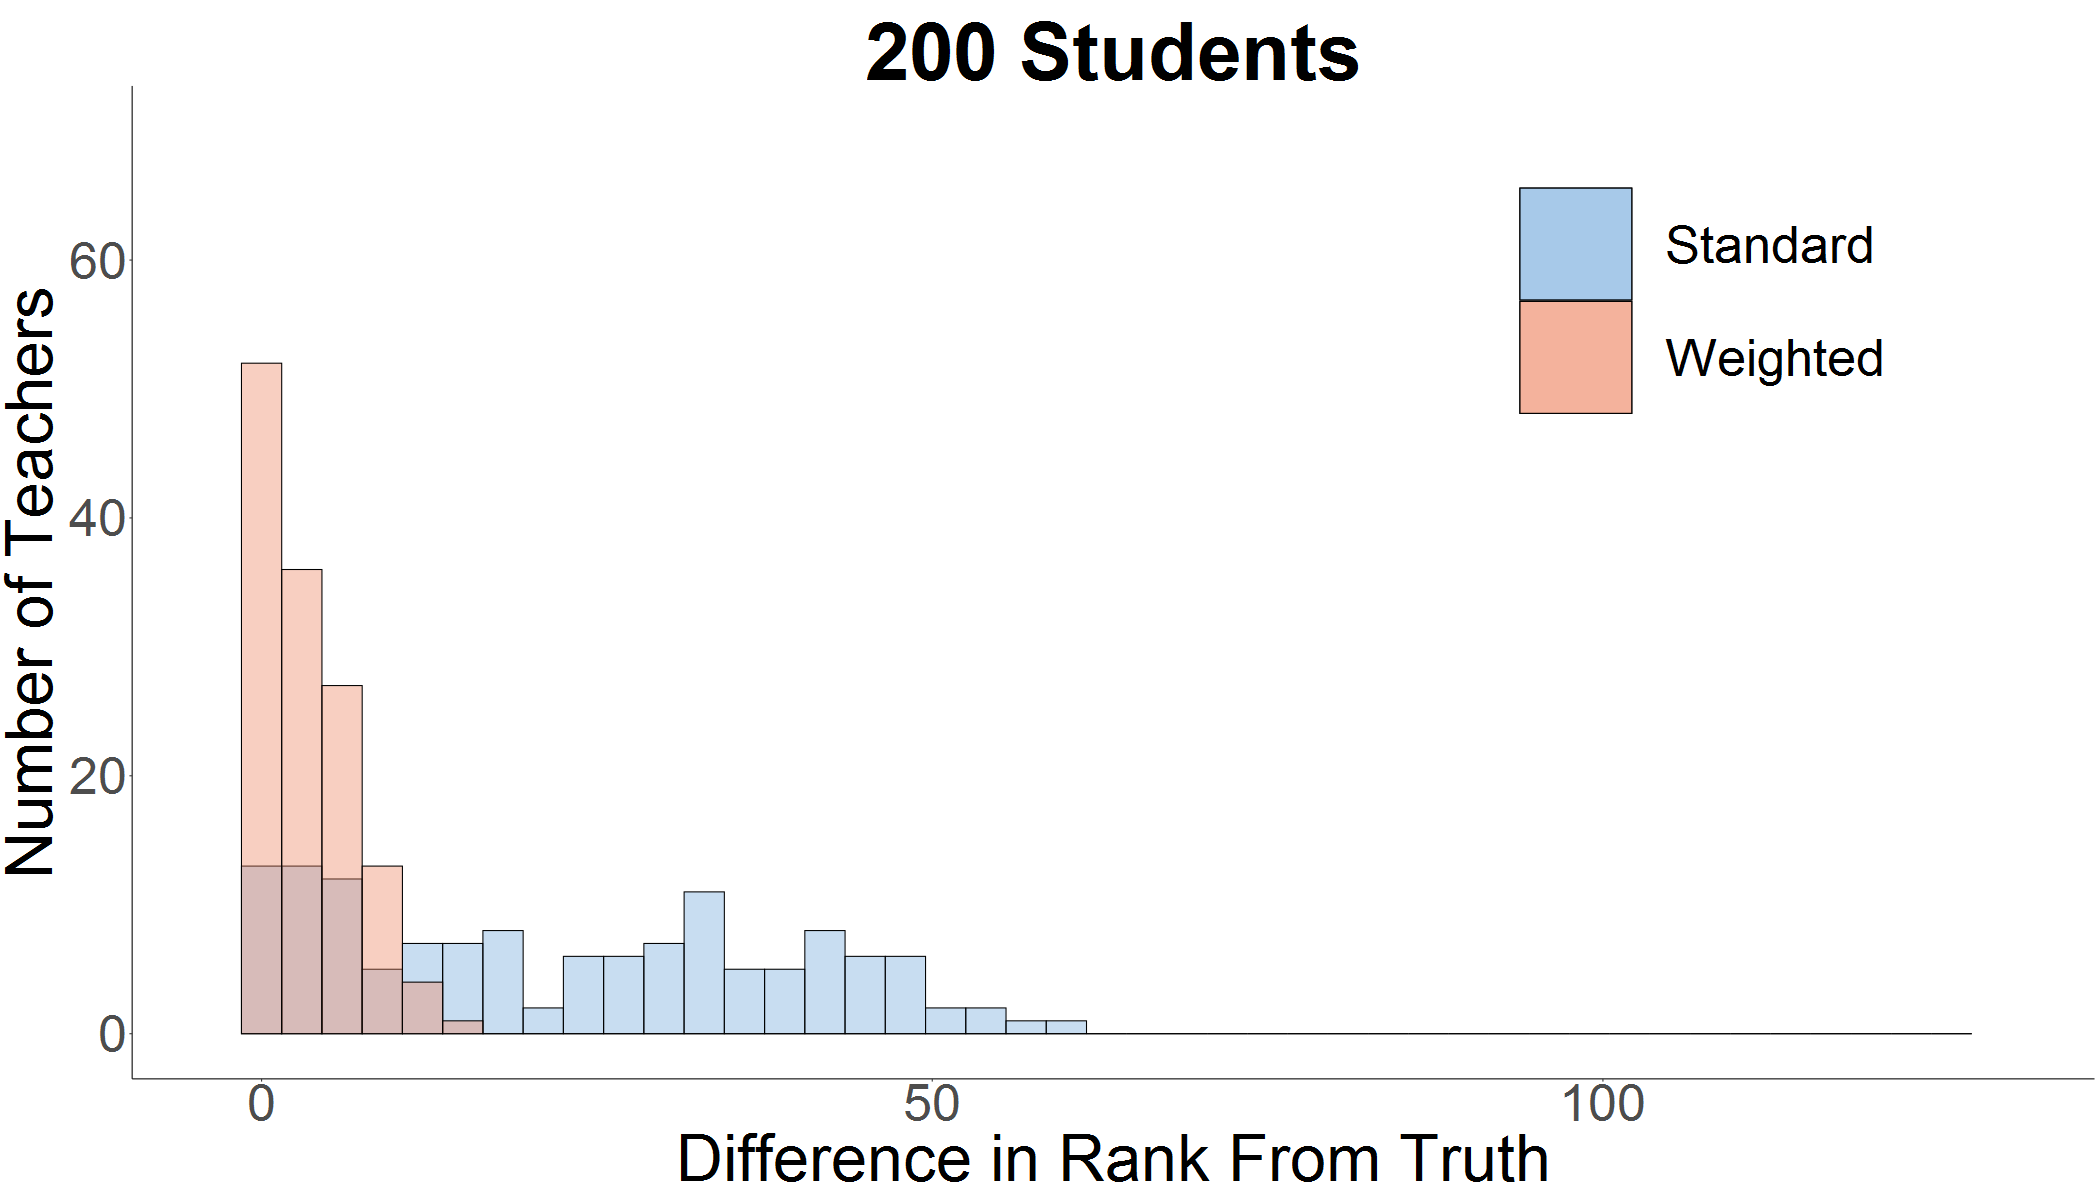 200 Students
Number of Teachers
60
40
20
0
Standard
Weighted
0 50 100
Difference in Rank From Truth